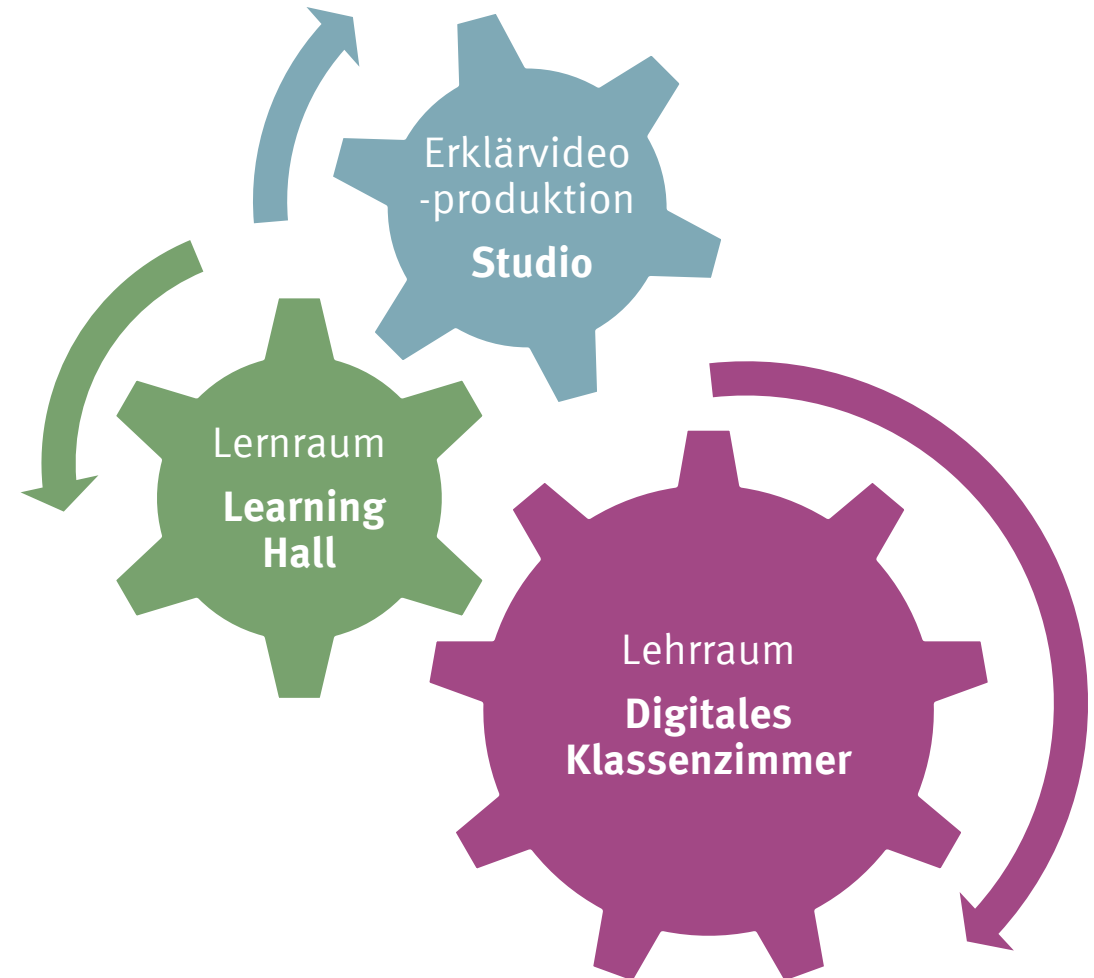 Erklärvideo
-produktion
Studio
Lernraum
Learning
Hall
Lehrraum
Digitales
Klassenzimmer